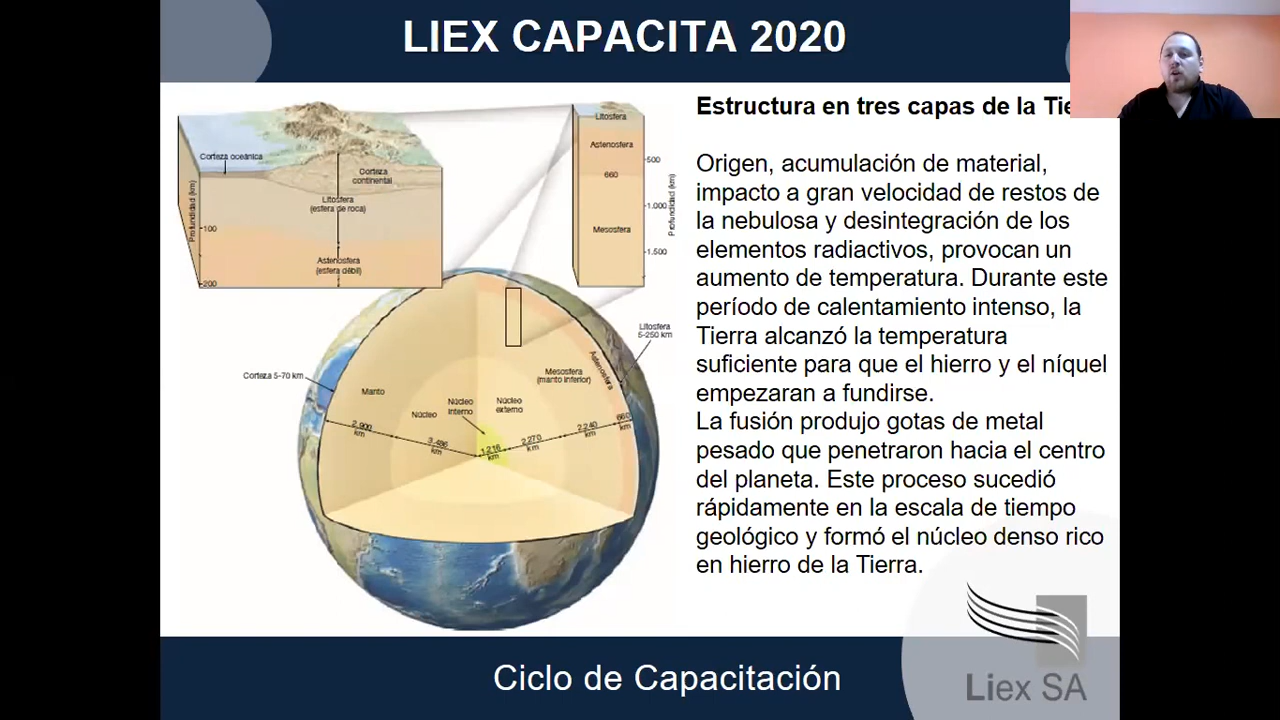 LIEX CAPACITA 2020
Estructura en tres capas de la Tie
Origen, acumulación de material,
impacto a gran velocidad de restos de
la nebulosa y desintegración de los
elementos radiactivos, provocan un
aumento de temperatura. Durante este
período de calentamiento intenso, la
Tierra alcanzó la temperatura
suficiente para que el hierro y el níquel
empezaran a fundirse.
La fusión produjo gotas de metal
pesado que penetraron hacia el centro
del planeta. Este proceso sucedió
rápidamente en la escala de tiempo
geológico y formó el núcleo denso rico
en hierro de la Tierra.
Corteza oceánica
Corteza
continental
Litosfera
(esfera de roca)
Astenosfera
(esfera débil)
Profundidad (km)
100
200
Litosfera
Astenosfera
660
Mesosfera
500
1.000
1.500
Profundidad (km)
Litosfera
5-250 km
Corteza 5-70 km
Manto
Núcleo
Núcleo
interno
Núcleo
externo
Mesosfera
(manto inferior)
Astenosfera
2.900
km
3.486
km
1.216
km
2.270
km
2.240
km
660
km
Liex SA
Ciclo de Capacitación